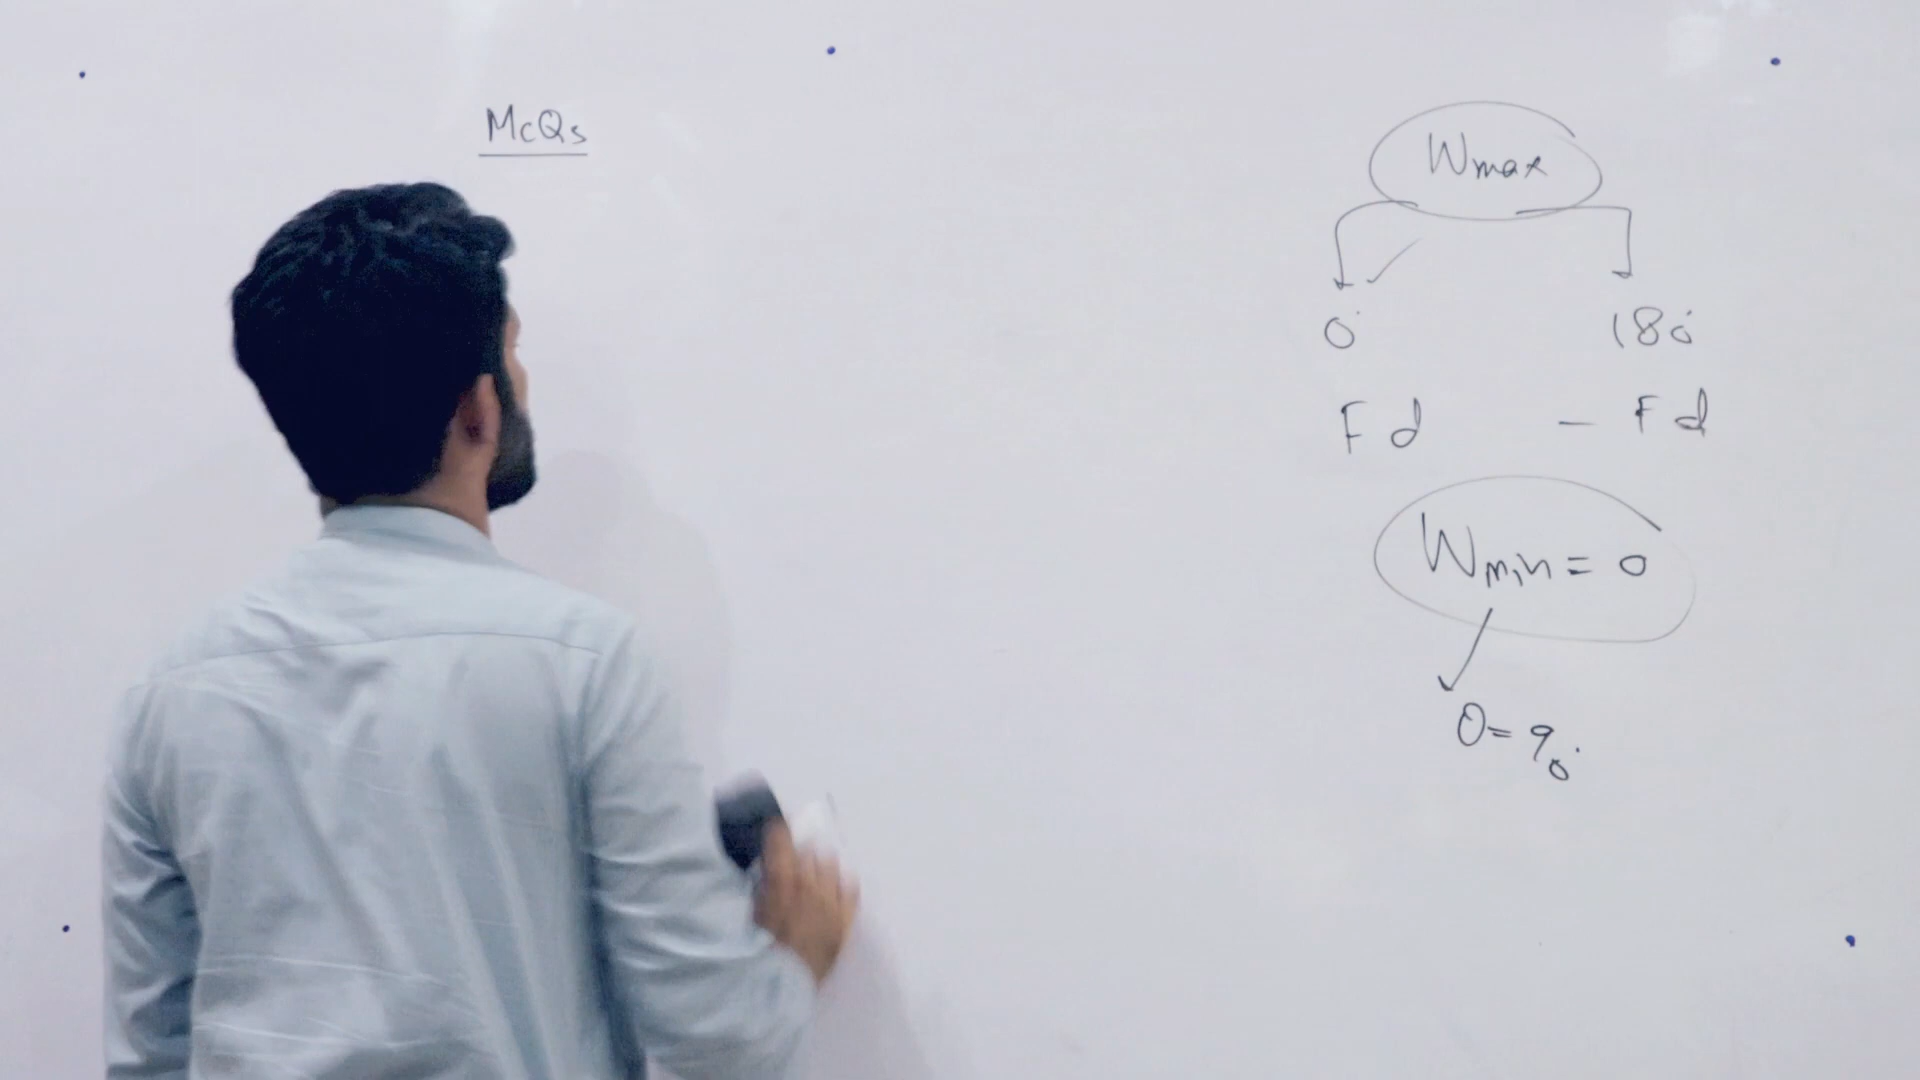 McQs
Wmax
0° 180°
Fd - Fd
Wmin = 0
θ = 90°